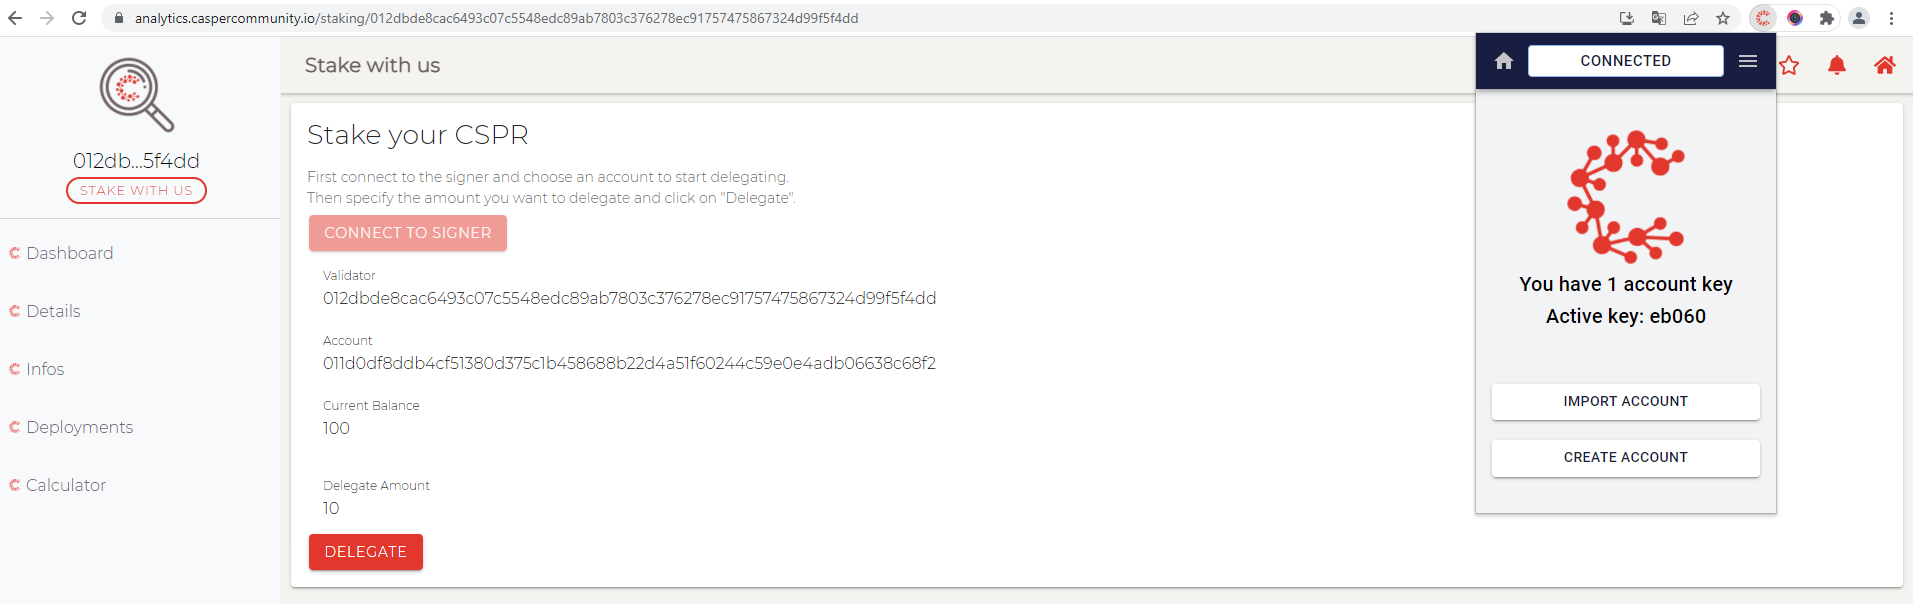 analytics.caspercommunity.io/staking/012dbde8cac6493c07c5548edc89ab7803c376278ec91757475867324d99f5f4dd
012db...5f4dd
STAKE WITH US
Dashboard
Details
Infos
Deployments
Calculator
Stake with us
Stake your CSPR
First connect to the signer and choose an account to start delegating.
Then specify the amount you want to delegate and click on "Delegate".
CONNECT TO SIGNER
Validator
012dbde8cac6493c07c5548edc89ab7803c376278ec91757475867324d99f5f4dd
Account
011d0df8ddb4cf51380d375c1b458688b22d4a51f60244c59e0e4adb06638c68f2
Current Balance
100
Delegate Amount
10
DELEGATE
CONNECTED
You have 1 account key
Active key: eb060
IMPORT ACCOUNT
CREATE ACCOUNT